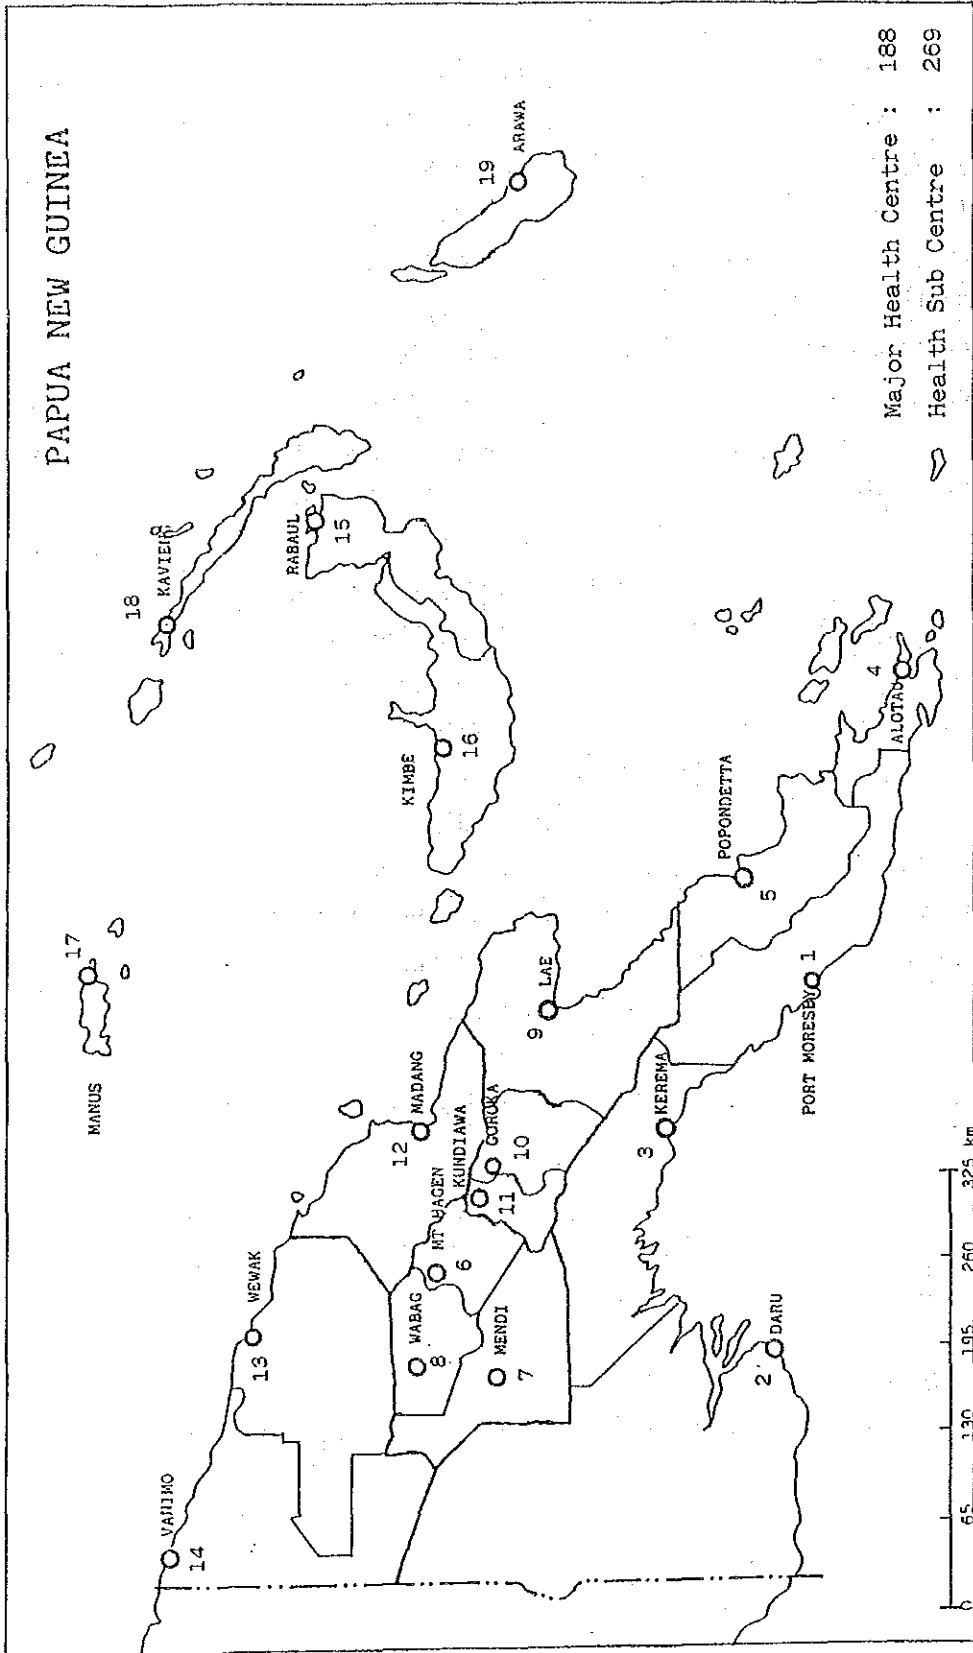 PAPUA NEW GUINEA
MANUS
17
18
KAVIENG
VANIMO
14
WEWAK
13
RABAUL
15
MADANG
12
KIMBE
16
19
ARAWA
WABAG
8
MT HAGEN
6
KUNDIAWA
11
GOROKA
10
MENDI
7
LAE
9
KEREMA
3
POPONDETTA
5
DARU
2
PORT MORESBY
1
ALOTAU
4
Major Health Centre : 188
Health Sub Centre : 269
0 65 130 195 260 325 km